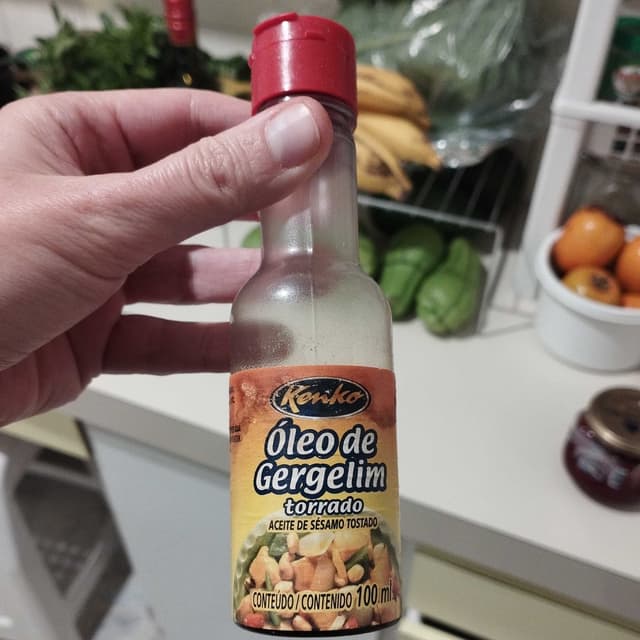 Kenko
Óleo de
Gergelim
torrado
ACEITE DE SÉSAMO TOSTADO
CONTEÚDO/CONTENIDO 100 ml